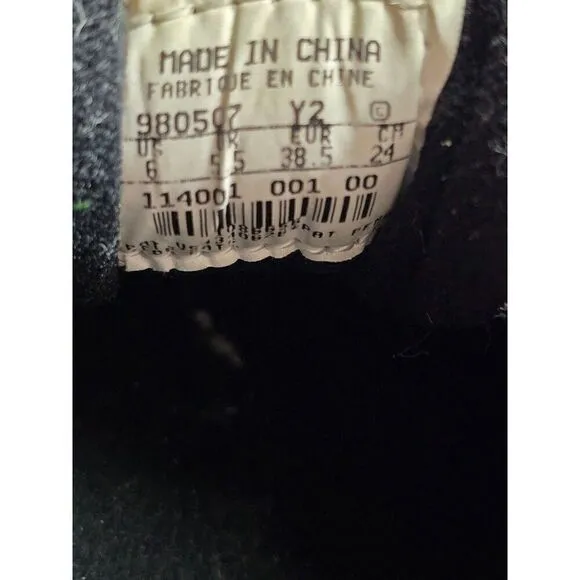 MADE IN CHINA
FABRIQUE EN CHINE
980507 Y2 C
UK EUR CM
6 5.5 38.5 24
114001 001 00